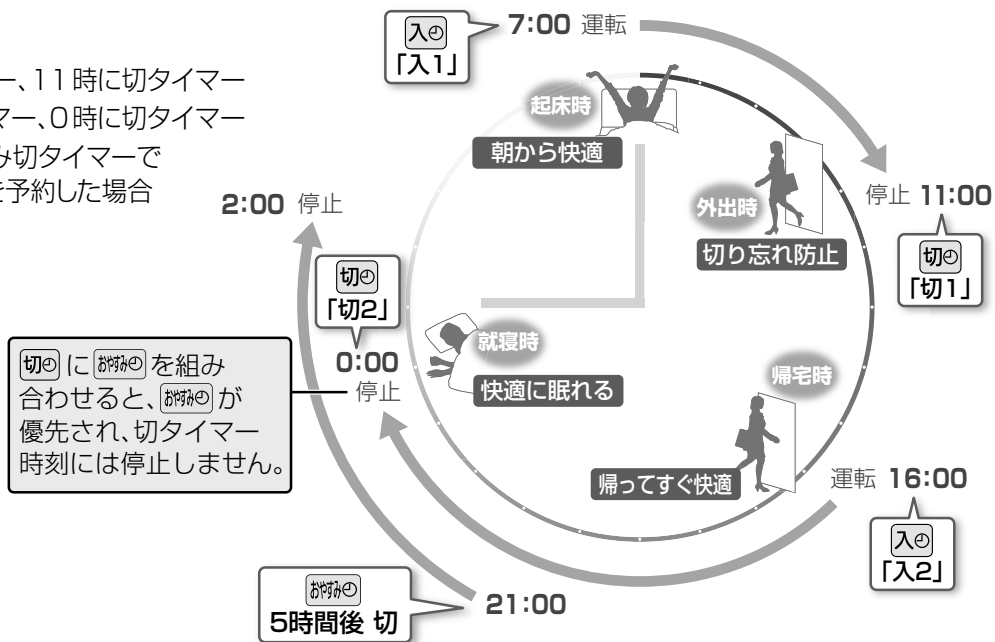 ー、11時に切タイマー
マー、0時に切タイマー
み切タイマーで
を予約した場合
入
「入1」
7:00 運転
起床時
朝から快適
外出時
切り忘れ防止
停止 11:00
切
「切1」
2:00 停止
切
「切2」
0:00
停止
就寝時
快適に眠れる
切 に おやすみ を組み
合わせると、おやすみ が
優先され、切タイマー
時刻には停止しません。
帰宅時
帰ってすぐ快適
運転 16:00
入
「入2」
おやすみ
5時間後 切
21:00